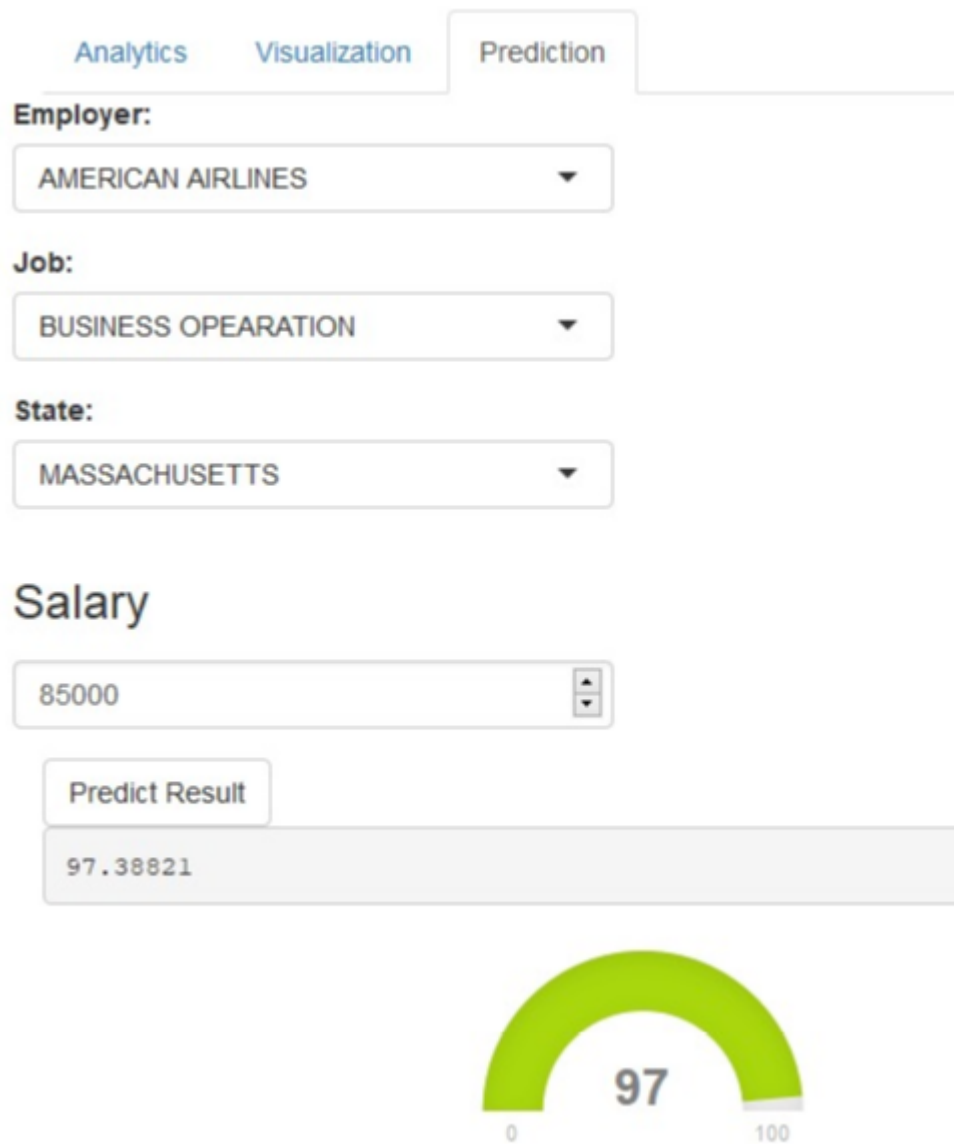 Analytics Visualization Prediction
Employer:
AMERICAN AIRLINES
Job:
BUSINESS OPEARATION
State:
MASSACHUSETTS
Salary
85000
Predict Result
97.38821
97
0 100